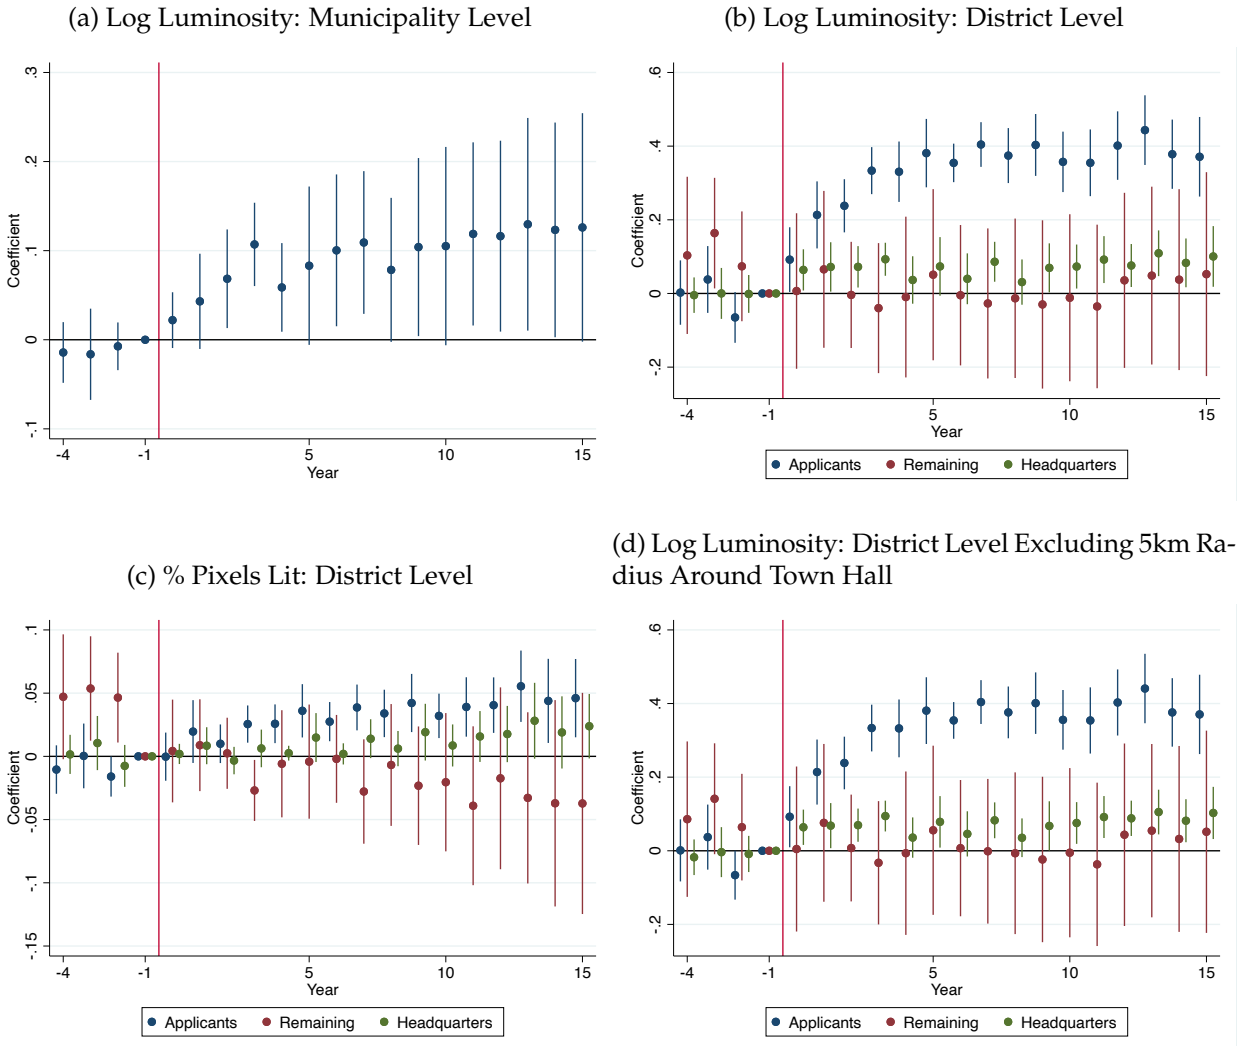 (a) Log Luminosity: Municipality Level
.3
.2
.1
0
-.1
Coefficient
-4
-1
5
10
15
Year
(b) Log Luminosity: District Level
.6
.4
.2
0
-.2
Coefficient
-4
-1
5
10
15
Year
Applicants
Remaining
Headquarters
(c) % Pixels Lit: District Level
.1
.05
0
-.05
-.1
-.15
Coefficient
-4
-1
5
10
15
Year
Applicants
Remaining
Headquarters
(d) Log Luminosity: District Level Excluding 5km Ra-
dius Around Town Hall
.6
.4
.2
0
-.2
Coefficient
-4
-1
5
10
15
Year
Applicants
Remaining
Headquarters